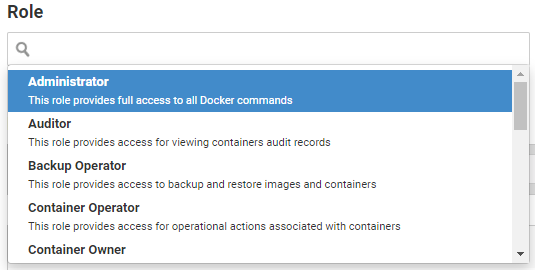 Role
Administrator
This role provides full access to all Docker commands
Auditor
This role provides access for viewing containers audit records
Backup Operator
This role provides access to backup and restore images and containers
Container Operator
This role provides access for operational actions associated with containers
Container Owner